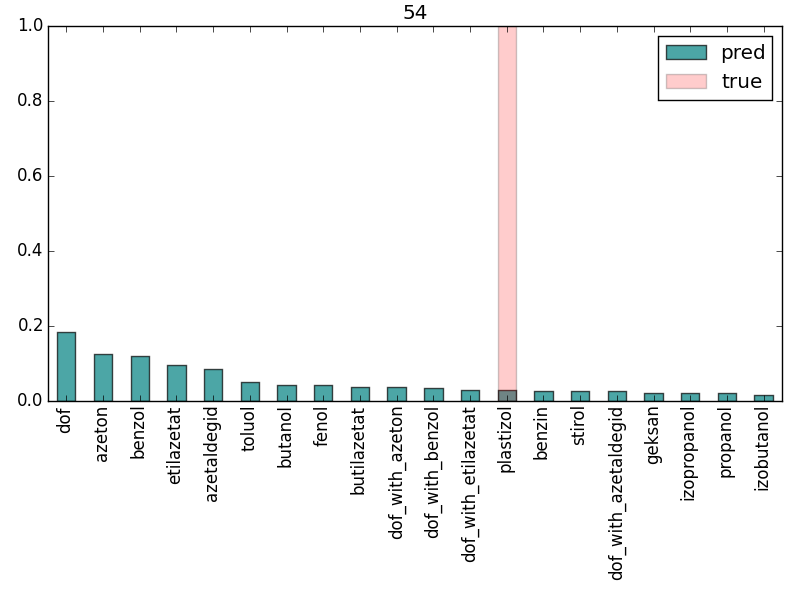 54
1.0
0.8
0.6
0.4
0.2
0.0
pred
true
dof
azeton
benzol
etilazetat
azetaldegid
toluol
butanol
fenol
butilazetat
dof_with_azeton
dof_with_benzol
dof_with_etilazetat
plastizol
benzin
stirol
dof_with_azetaldegid
geksan
izopropanol
propanol
izobutanol